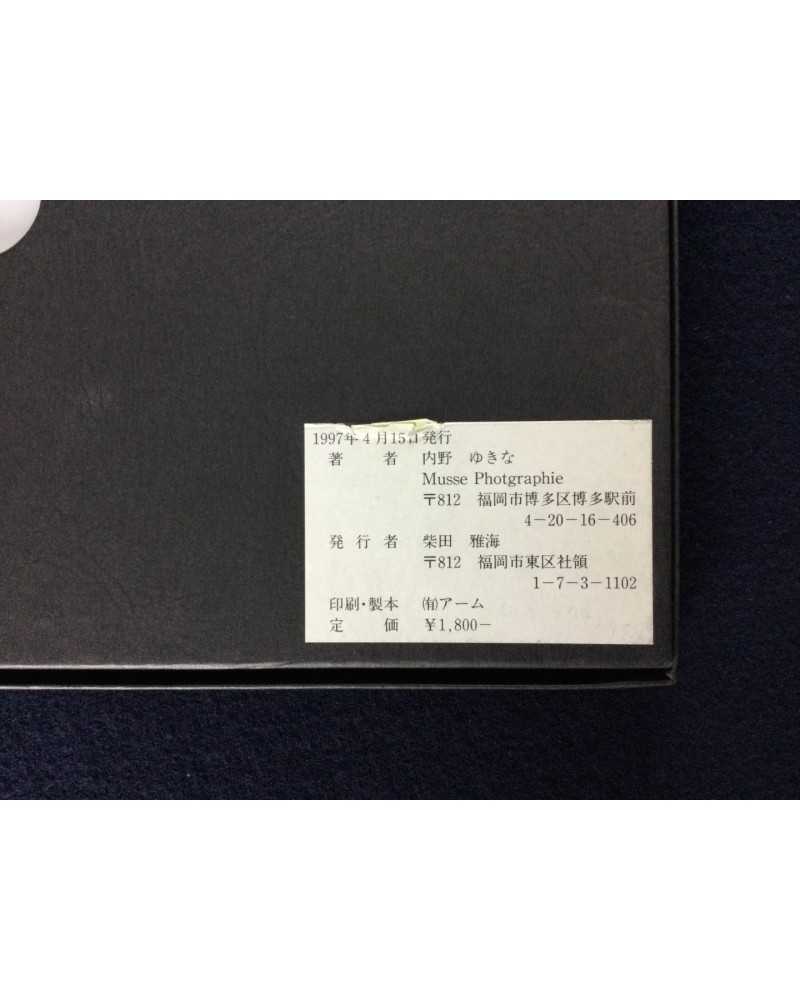 1997年4月15日発行
著　者　内野　ゆきな
Musse Photgraphie
〒812　福岡市博多区博多駅前
4−20−16−406
発 行 者　柴田　雅海
〒812　福岡市東区社領
1−7−3−1102
印刷・製本　㈲アーム
定　価　￥1,800−